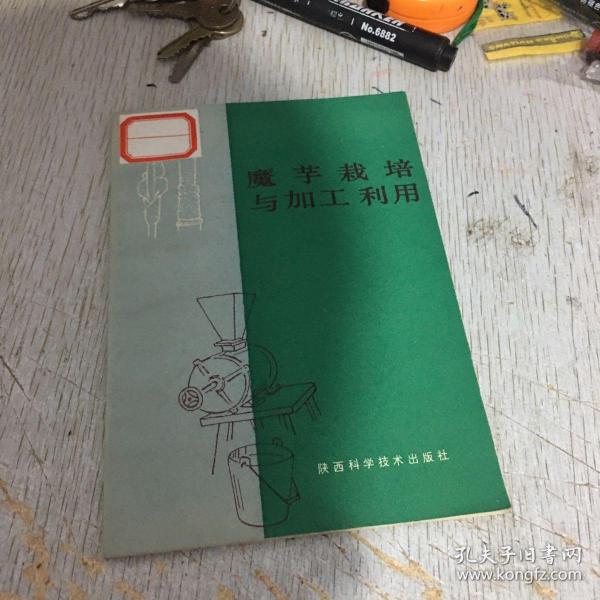 No.6882
魔芋栽培
与加工利用
陕西科学技术出版社
孔夫子旧书网
www.kongfz.com